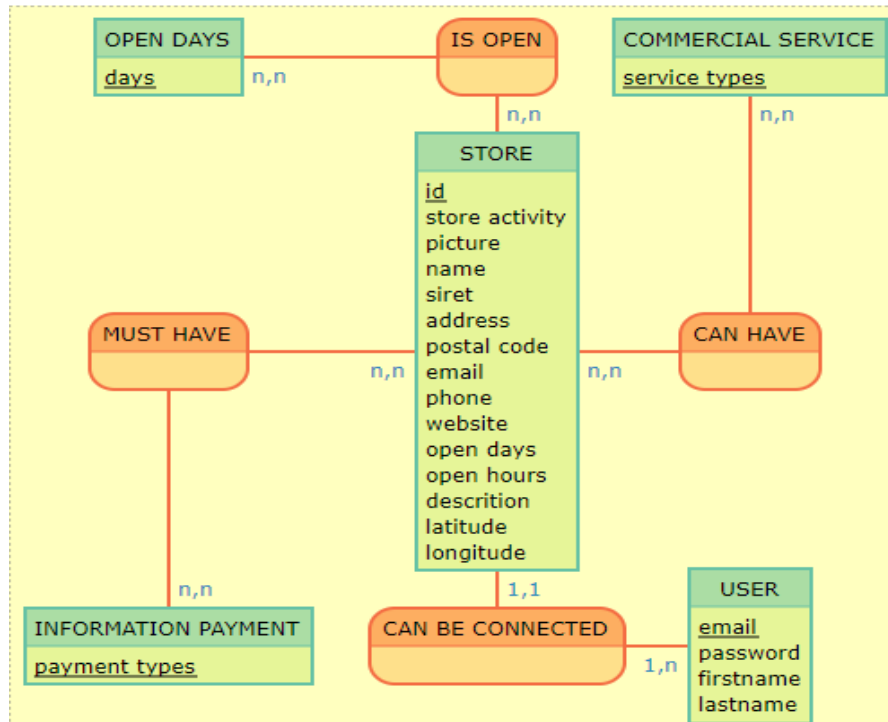 OPEN DAYS
days
n,n
IS OPEN
n,n
COMMERCIAL SERVICE
service types
n,n
STORE
id
store activity
picture
name
siret
address
postal code
email
phone
website
open days
open hours
descrition
latitude
longitude
MUST HAVE
n,n
n,n
CAN HAVE
n,n
INFORMATION PAYMENT
payment types
1,1
CAN BE CONNECTED
1,n
USER
email
password
firstname
lastname